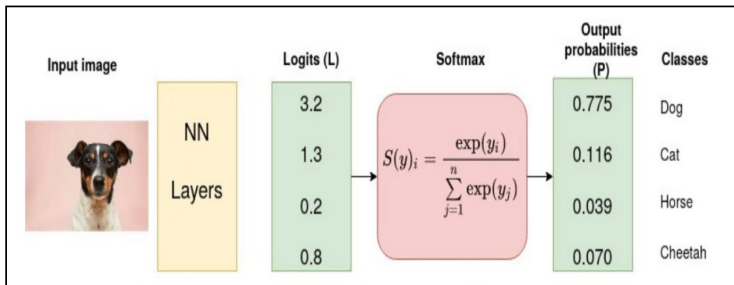 Input image
NN
Layers
Logits (L)
3.2
1.3
0.2
0.8
Softmax
S(y)_i = exp(y_i) / \sum_{j=1}^{n} exp(y_j)
Output
probabilities
(P)
0.775
0.116
0.039
0.070
Classes
Dog
Cat
Horse
Cheetah